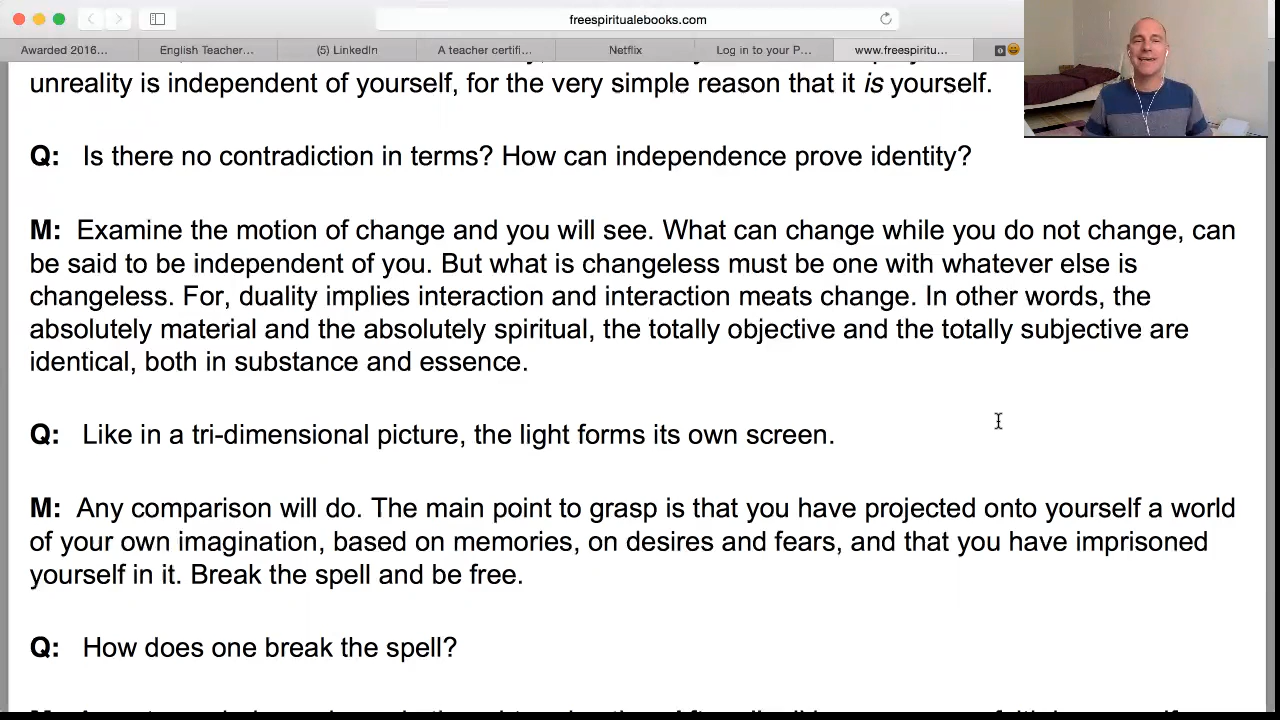 freespiritualebooks.com
Awarded 2016... English Teacher... (5) LinkedIn A teacher certifi... Netflix Log in to your P... www.freespiritu...
unreality is independent of yourself, for the very simple reason that it is yourself.
Q: Is there no contradiction in terms? How can independence prove identity?
M: Examine the motion of change and you will see. What can change while you do not change, can
be said to be independent of you. But what is changeless must be one with whatever else is
changeless. For, duality implies interaction and interaction meats change. In other words, the
absolutely material and the absolutely spiritual, the totally objective and the totally subjective are
identical, both in substance and essence.
Q: Like in a tri-dimensional picture, the light forms its own screen.
M: Any comparison will do. The main point to grasp is that you have projected onto yourself a world
of your own imagination, based on memories, on desires and fears, and that you have imprisoned
yourself in it. Break the spell and be free.
Q: How does one break the spell?